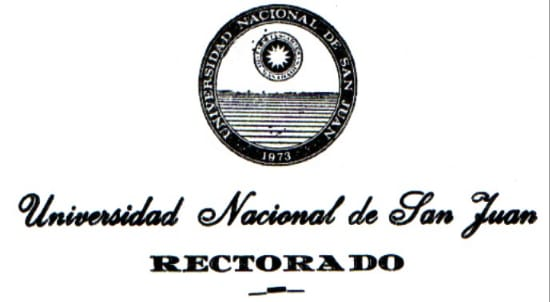 UNIVERSIDAD NACIONAL DE SAN JUAN
1973
Universidad Nacional de San Juan
RECTORADO